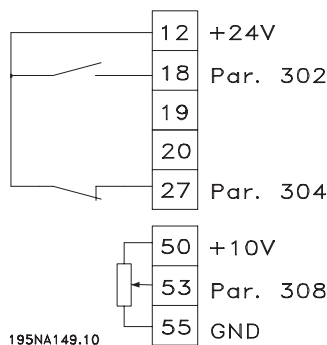 12 +24V
18 Par. 302
19
20
27 Par. 304
50 +10V
53 Par. 308
55 GND
195NA149.10